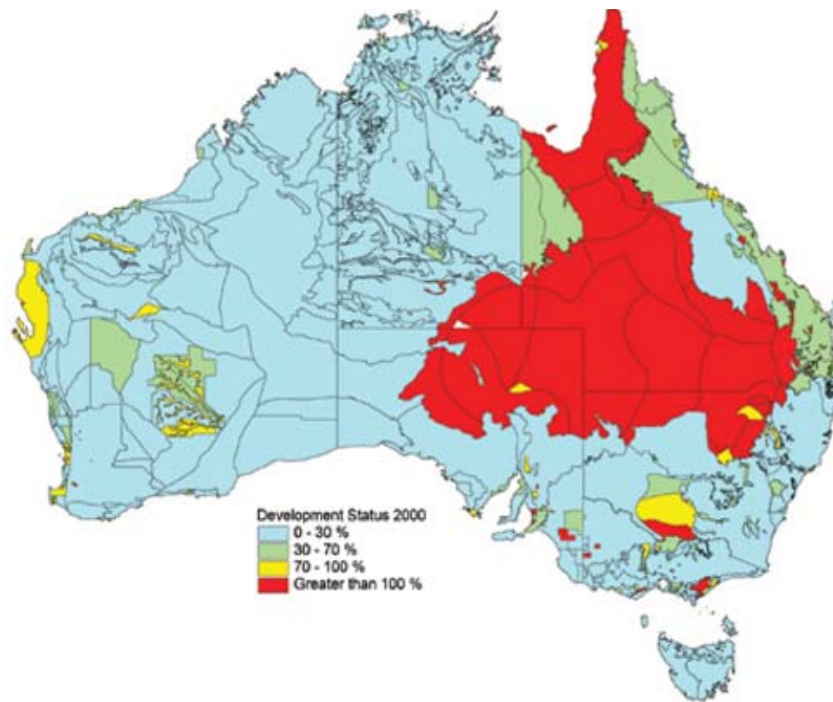 Development Status 2000
0 - 30 %
30 - 70 %
70 - 100 %
Greater than 100 %